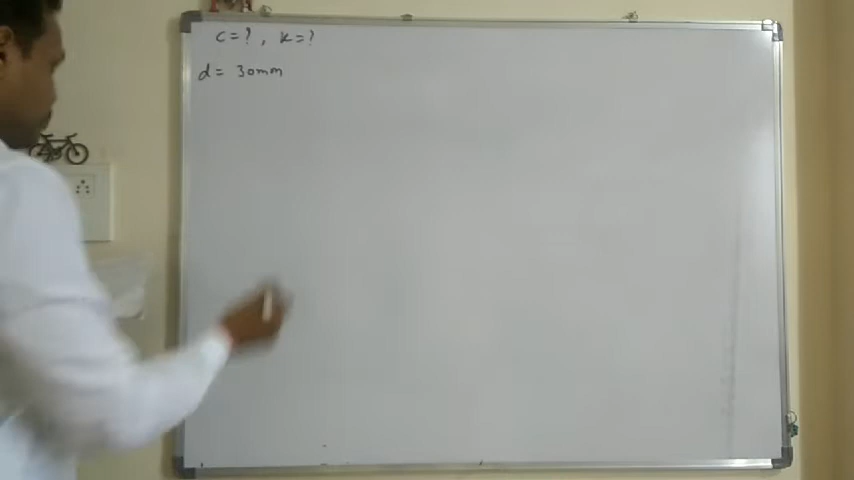 c = ? , k = ?
d = 30mm